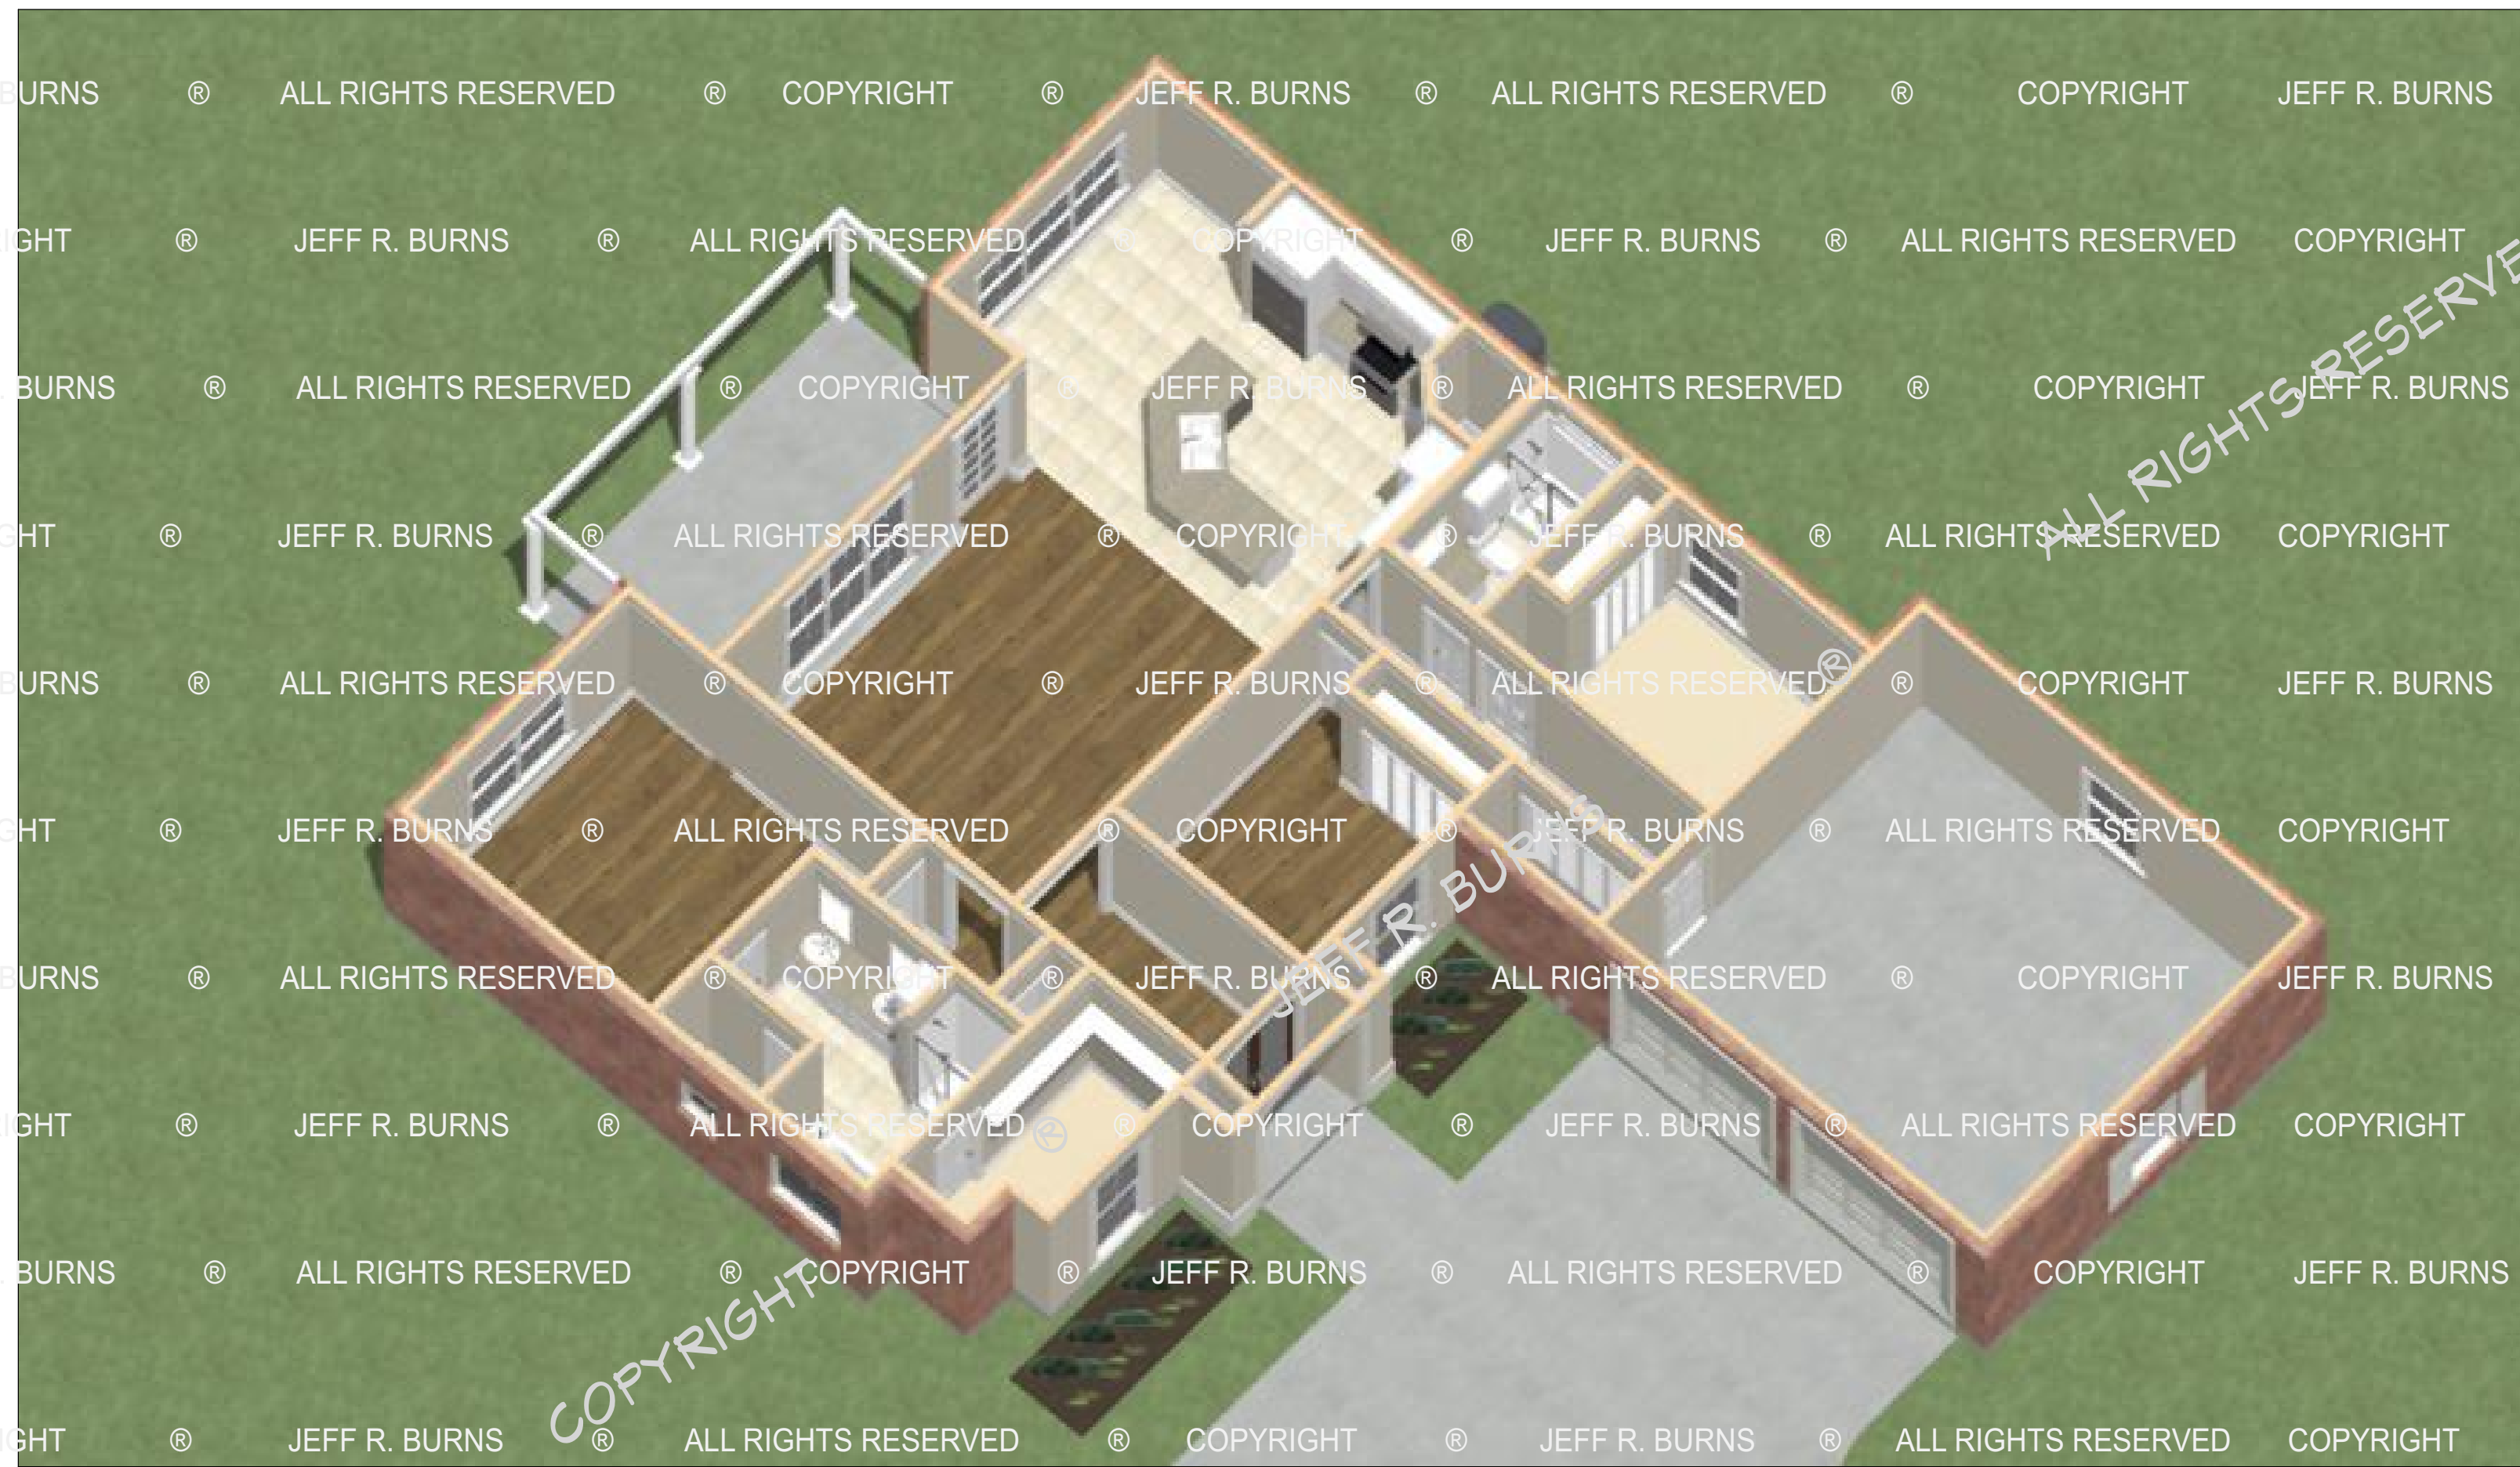 BURNS ® ALL RIGHTS RESERVED ® COPYRIGHT ® JEFF R. BURNS ® ALL RIGHTS RESERVED ® COPYRIGHT JEFF R. BURNS
IGHT ® JEFF R. BURNS ® ALL RIGHTS RESERVED ® COPYRIGHT ® JEFF R. BURNS ® ALL RIGHTS RESERVED COPYRIGHT
. BURNS ® ALL RIGHTS RESERVED ® COPYRIGHT ® JEFF R. BURNS ® ALL RIGHTS RESERVED ® COPYRIGHT JEFF R. BURNS
GHT ® JEFF R. BURNS ® ALL RIGHTS RESERVED ® COPYRIGHT ® JEFF R. BURNS ® ALL RIGHTS RESERVED COPYRIGHT
BURNS ® ALL RIGHTS RESERVED ® COPYRIGHT ® JEFF R. BURNS ® ALL RIGHTS RESERVED ® COPYRIGHT JEFF R. BURNS
GHT ® JEFF R. BURNS ® ALL RIGHTS RESERVED ® COPYRIGHT ® JEFF R. BURNS ® ALL RIGHTS RESERVED COPYRIGHT
BURNS ® ALL RIGHTS RESERVED ® COPYRIGHT ® JEFF R. BURNS ® ALL RIGHTS RESERVED ® COPYRIGHT JEFF R. BURNS
IGHT ® JEFF R. BURNS ® ALL RIGHTS RESERVED ® COPYRIGHT ® JEFF R. BURNS ® ALL RIGHTS RESERVED COPYRIGHT
. BURNS ® ALL RIGHTS RESERVED ® COPYRIGHT ® JEFF R. BURNS ® ALL RIGHTS RESERVED ® COPYRIGHT JEFF R. BURNS
GHT ® JEFF R. BURNS ® ALL RIGHTS RESERVED ® COPYRIGHT ® JEFF R. BURNS ® ALL RIGHTS RESERVED COPYRIGHT
COPYRIGHT ® JEFF R. BURNS ® ALL RIGHTS RESERVE